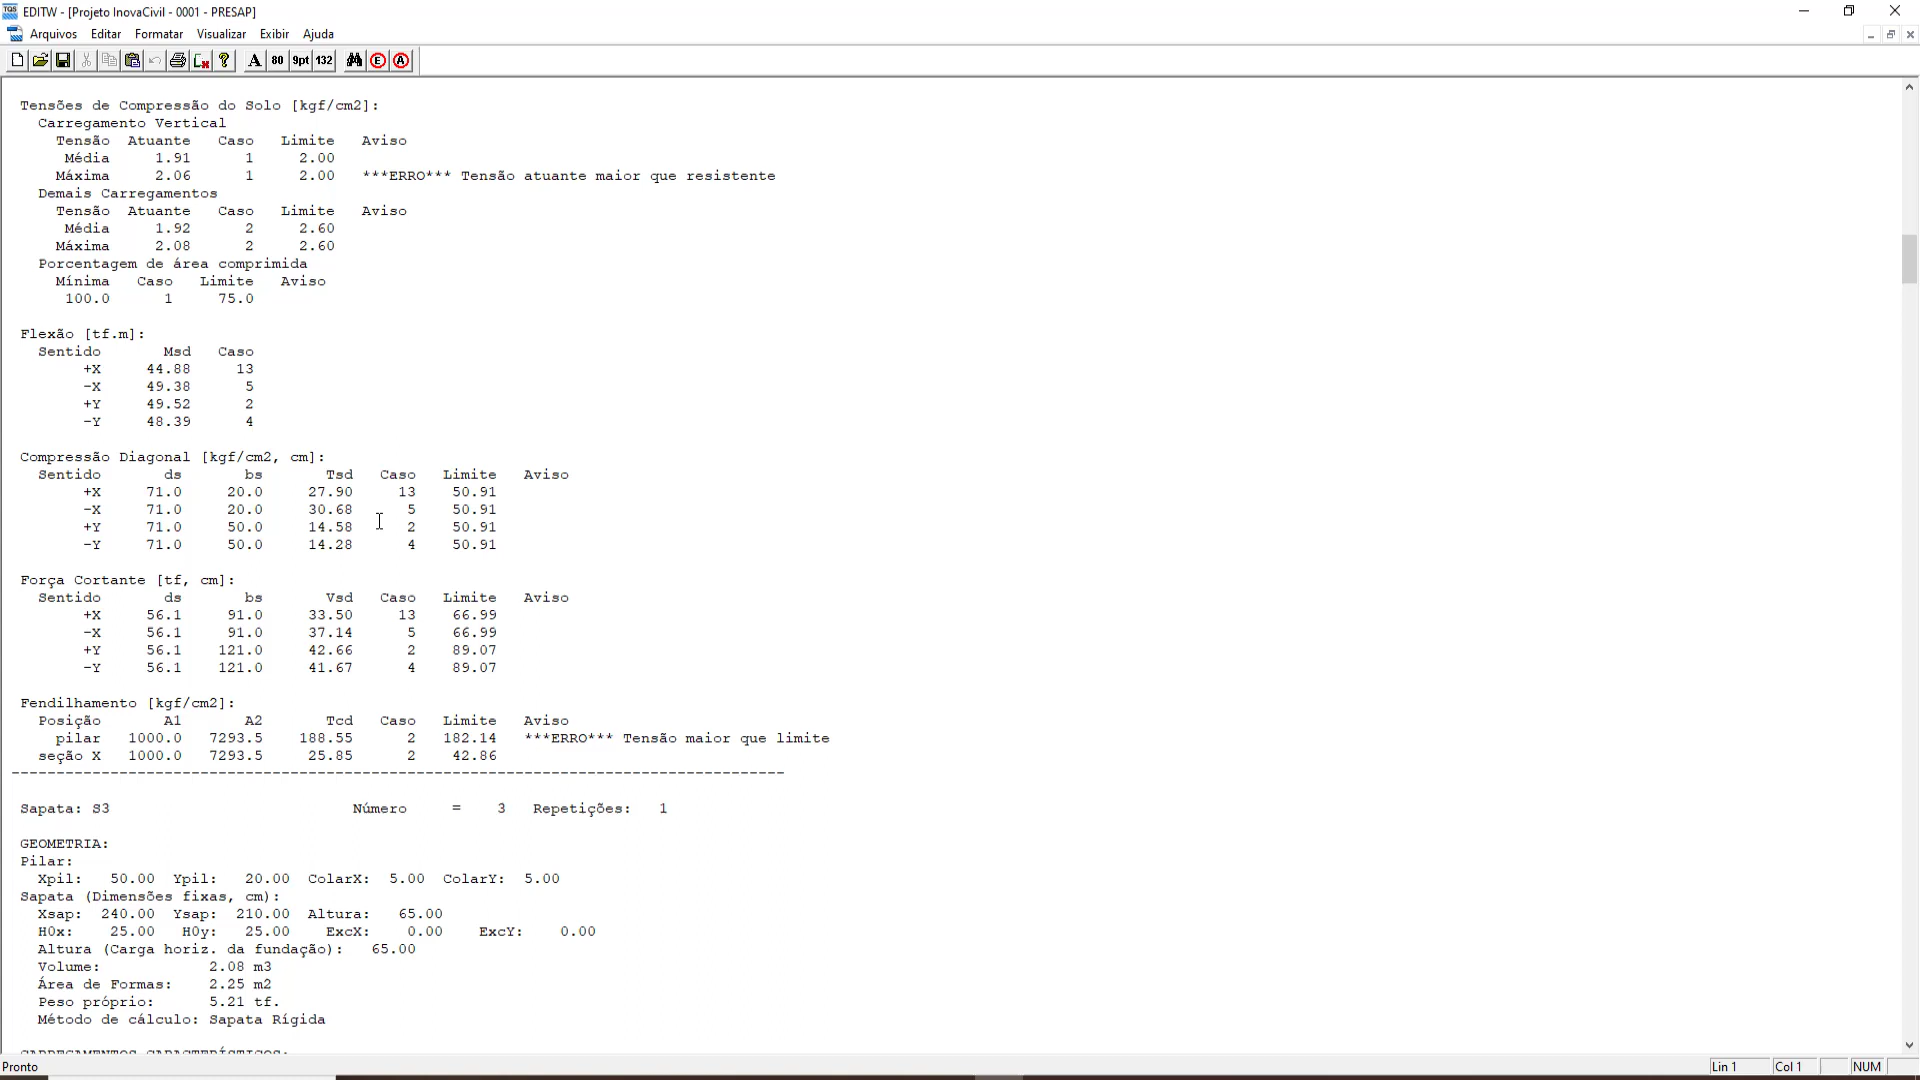 EDITW - [Projeto InovaCivil - 0001 - PRESAP]
Arquivos Editar Formatar Visualizar Exibir Ajuda
A 80 9pt 132 E A
Tensões de Compressão do Solo [kgf/cm2]:
Carregamento Vertical
Tensão Atuante Caso Limite Aviso
Média 1.91 1 2.00
Máxima 2.06 1 2.00 ***ERRO*** Tensão atuante maior que resistente
Demais Carregamentos
Tensão Atuante Caso Limite Aviso
Média 1.92 2 2.60
Máxima 2.08 2 2.60
Porcentagem de área comprimida
Mínima Caso Limite Aviso
100.0 1 75.0
Flexão [tf.m]:
Sentido Msd Caso
+X 44.88 13
-X 49.38 5
+Y 49.52 2
-Y 48.39 4
Compressão Diagonal [kgf/cm2, cm]:
Sentido ds bs Tsd Caso Limite Aviso
+X 71.0 20.0 27.90 13 50.91
-X 71.0 20.0 30.68 5 50.91
+Y 71.0 50.0 14.58 2 50.91
-Y 71.0 50.0 14.28 4 50.91
Força Cortante [tf, cm]:
Sentido ds bs Vsd Caso Limite Aviso
+X 56.1 91.0 33.50 13 66.99
-X 56.1 91.0 37.14 5 66.99
+Y 56.1 121.0 42.66 2 89.07
-Y 56.1 121.0 41.67 4 89.07
Fendilhamento [kgf/cm2]:
Posição A1 A2 Tcd Caso Limite Aviso
pilar 1000.0 7293.5 188.55 2 182.14 ***ERRO*** Tensão maior que limite
seção X 1000.0 7293.5 25.85 2 42.86
--------------------------------------------------------------------------------------
Sapata: S3 Número = 3 Repetições: 1
GEOMETRIA:
Pilar:
Xpil: 50.00 Ypil: 20.00 ColarX: 5.00 ColarY: 5.00
Sapata (Dimensões fixas, cm):
Xsap: 240.00 Ysap: 210.00 Altura: 65.00
H0x: 25.00 H0y: 25.00 ExcX: 0.00 ExcY: 0.00
Altura (Carga horiz. da fundação): 65.00
Volume: 2.08 m3
Área de Formas: 2.25 m2
Peso próprio: 5.21 tf.
Método de cálculo: Sapata Rígida
CARREGAMENTOS CARACTERÍSTICOS:
Pronto Lin 1 Col 1 NUM